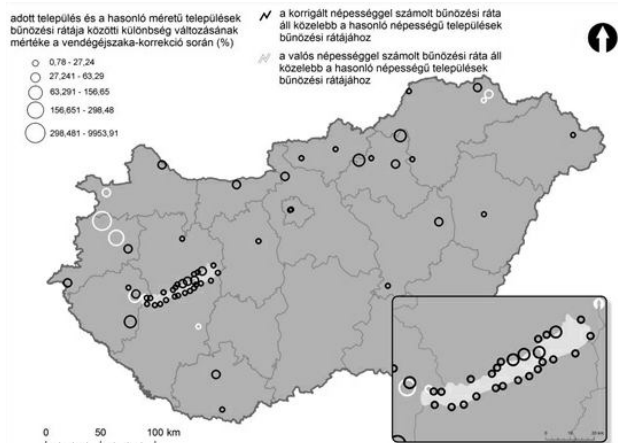 adott település és a hasonló méretű települések
bűnözési rátája közötti különbség változásának
mértéke a vendégéjszaka-korrekció során (%)
0,78 - 27,24
27,241 - 63,29
63,291 - 156,65
156,651 - 298,48
298,481 - 9953,91
a korrigált népességgel számolt bűnözési ráta
áll közelebb a hasonló népességű települések
bűnözési rátájához
a valós népességgel számolt bűnözési ráta áll
közelebb a hasonló népességű települések
bűnözési rátájához
0 50 100 km